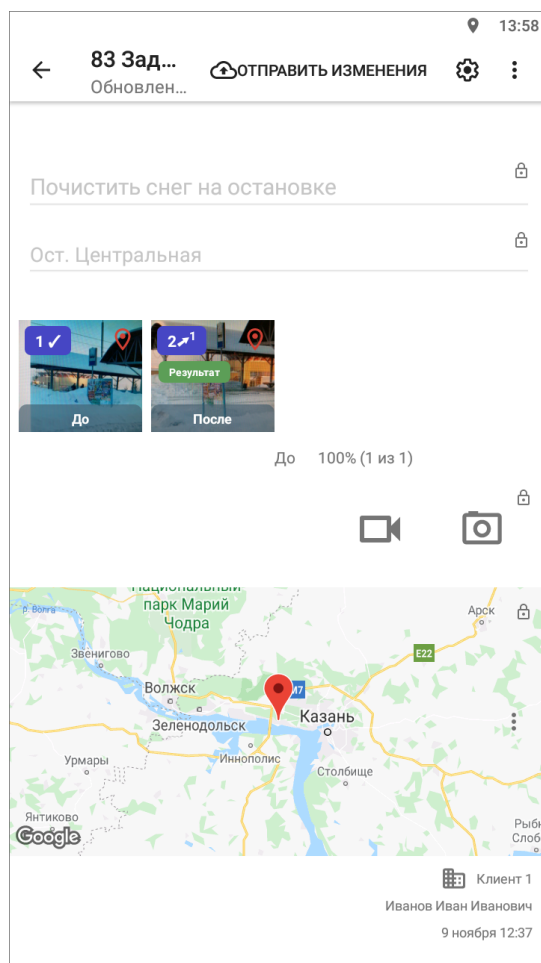 13:58
83 Зад...
ОТПРАВИТЬ ИЗМЕНЕНИЯ
Обновлен...
Почистить снег на остановке
Ост. Центральная
1✓
2↗1
Результат
До
После
До 100% (1 из 1)
Национальный
парк Марий
Чодра
р. Волга
Арск
Звенигово
E22
Волжск
М7
Казань
Зеленодольск
Иннополис
Столбище
Урмары
Янтиково
Рыбн
Слоб
Google
Клиент 1
Иванов Иван Иванович
9 ноября 12:37